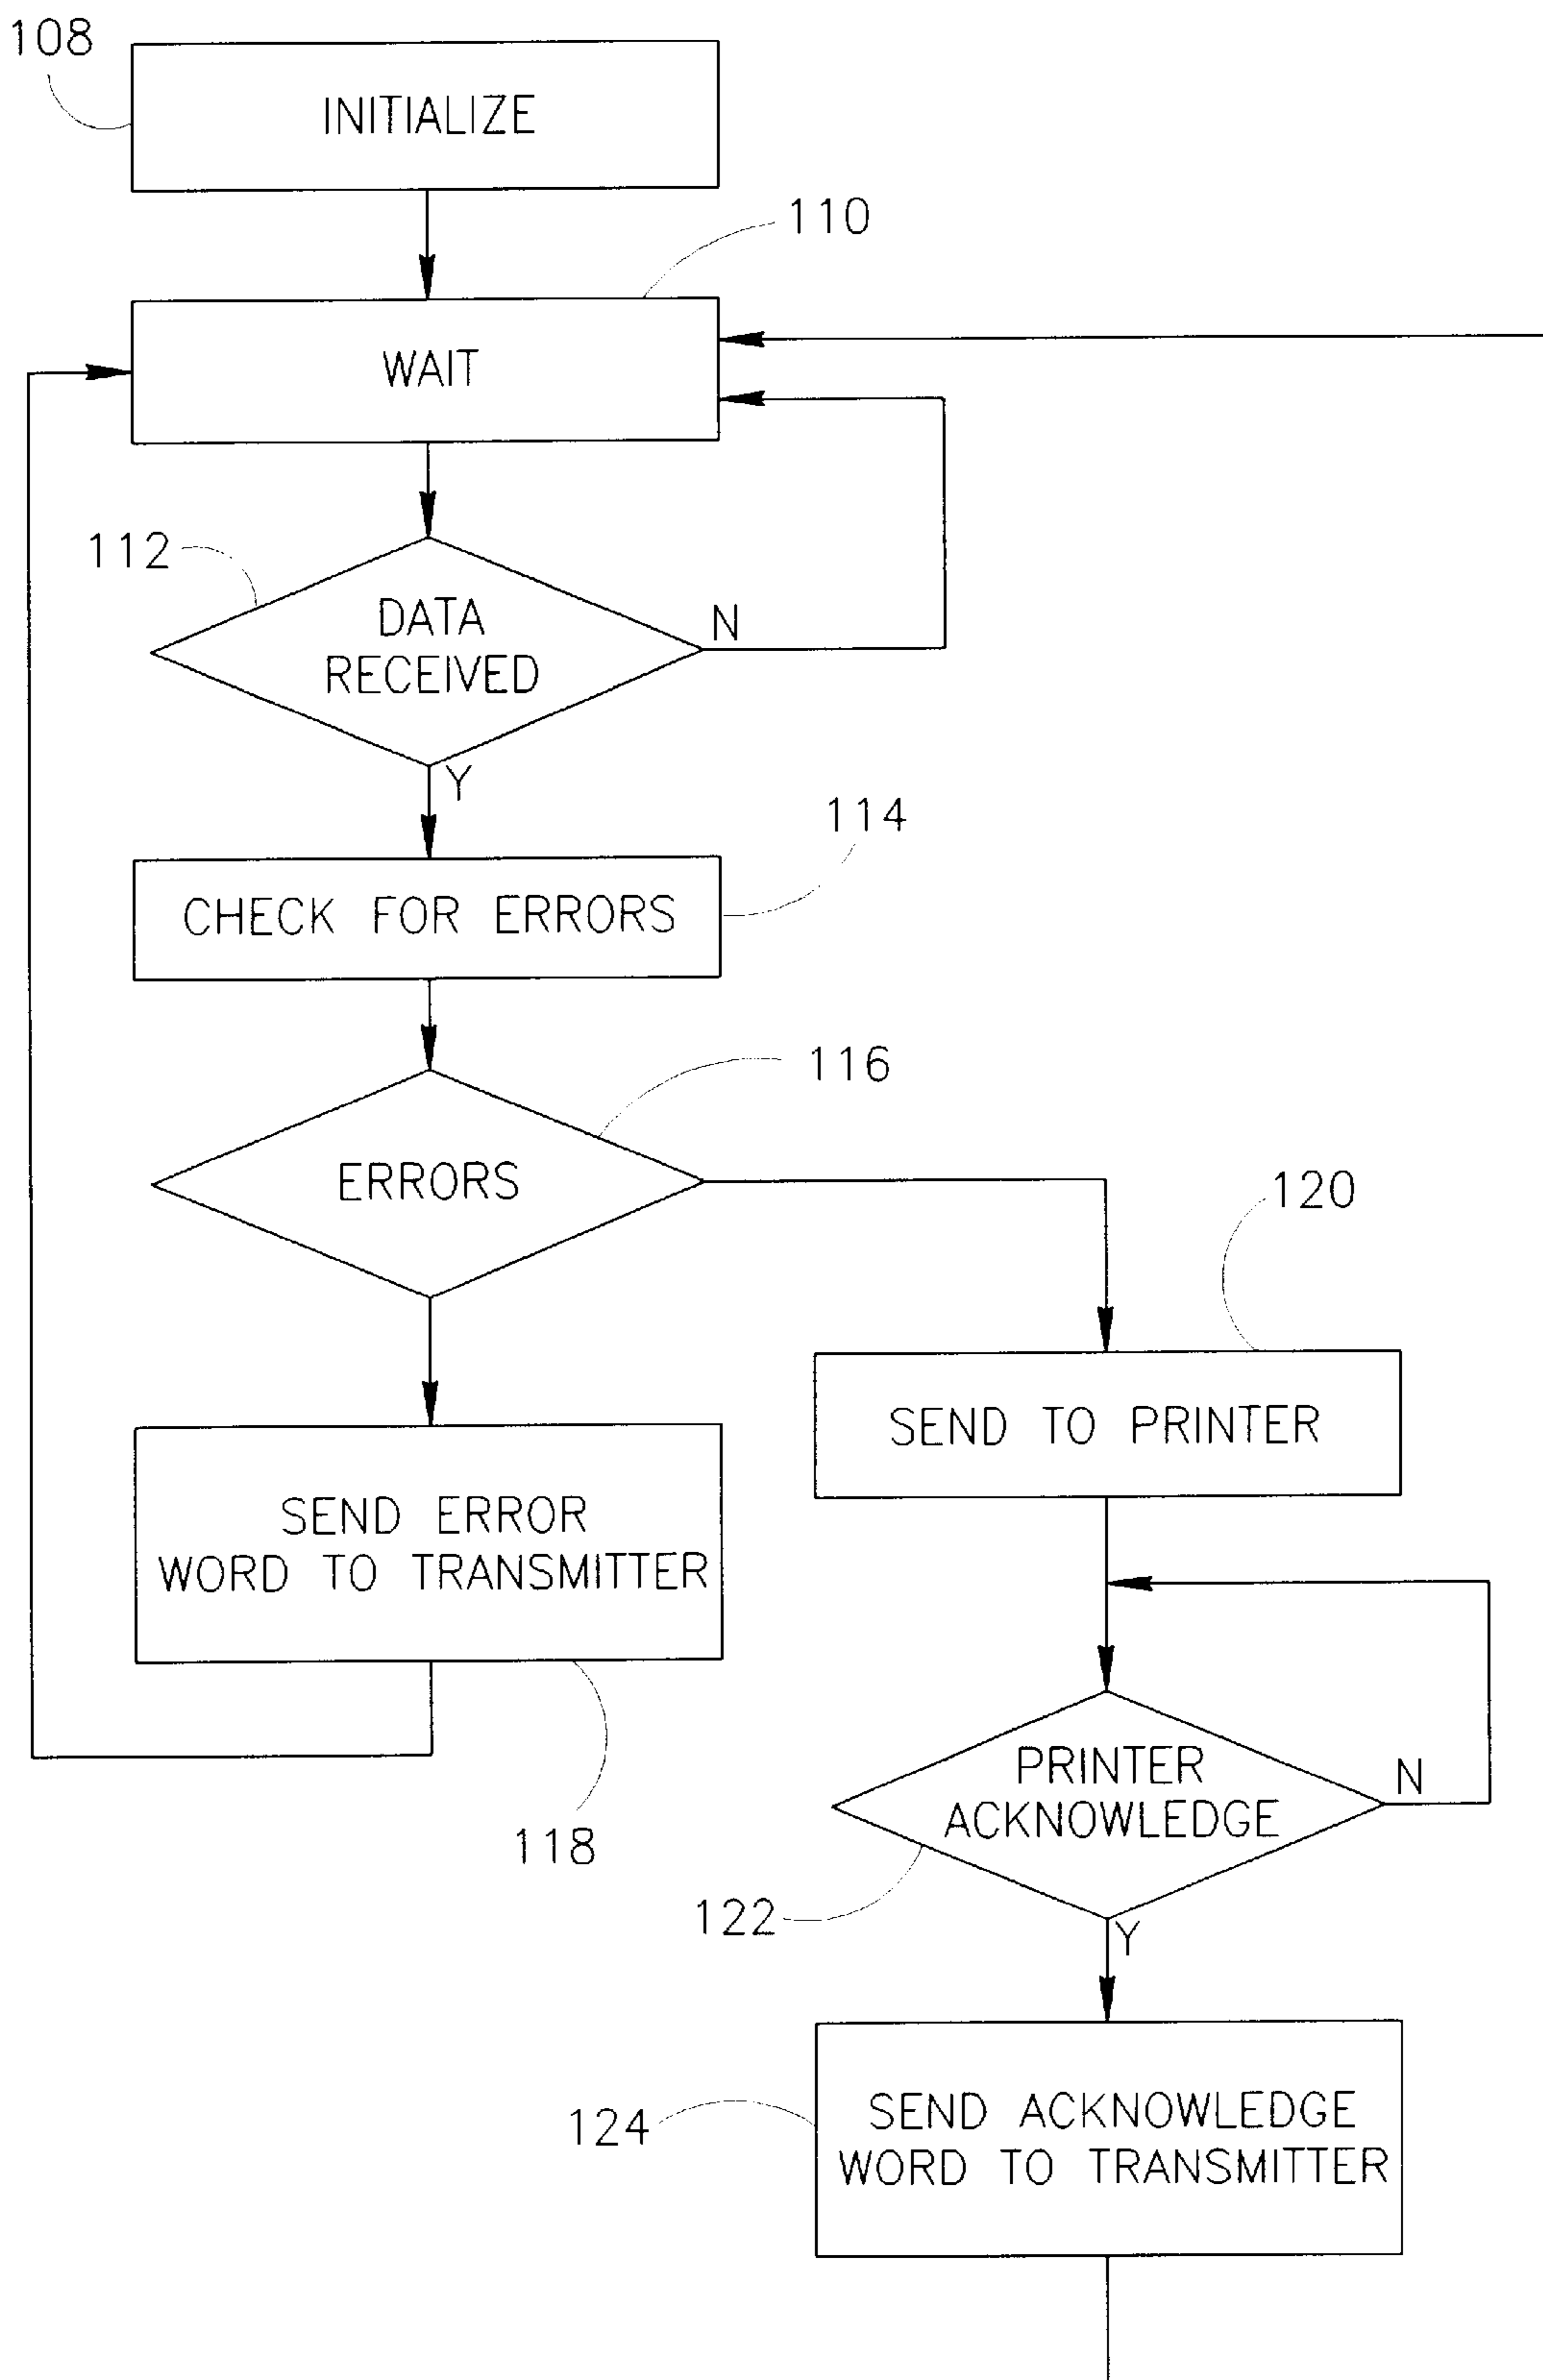 108
INITIALIZE
110
WAIT
112
DATA
RECEIVED
N
Y
114
CHECK FOR ERRORS
116
ERRORS
120
SEND TO PRINTER
SEND ERROR
WORD TO TRANSMITTER
118
PRINTER
ACKNOWLEDGE
N
122
Y
124
SEND ACKNOWLEDGE
WORD TO TRANSMITTER